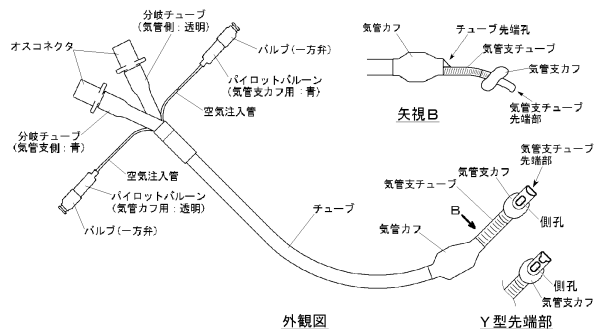 分岐チューブ
(気管側:透明)
オスコネクタ
バルブ(一方弁)
パイロットバルーン
(気管支カフ用:青)
空気注入管
分岐チューブ
(気管支側:青)
空気注入管
パイロットバルーン
(気管カフ用:透明)
バルブ(一方弁)
チューブ
外観図
気管カフ
チューブ先端孔
気管支チューブ
気管支カフ
気管支チューブ
先端部
矢視B
気管支チューブ
先端部
気管支カフ
気管支チューブ
B
気管カフ
側孔
側孔
気管支カフ
Y型先端部